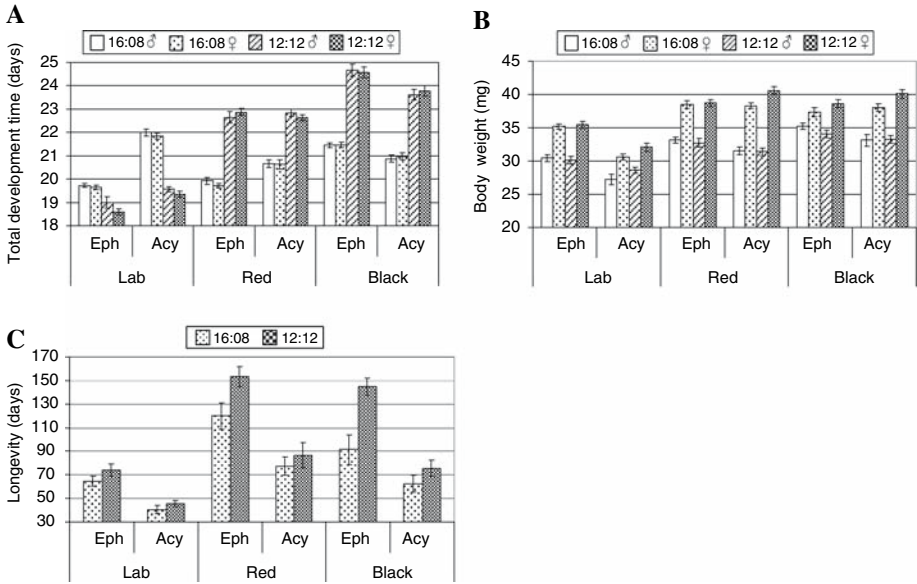 A
16:08♂ 16:08♀ 12:12♂ 12:12♀
Total development time (days)
25
24
23
22
21
20
19
18
Eph Acy Eph Acy Eph Acy
Lab Red Black
B
16:08♂ 16:08♀ 12:12♂ 12:12♀
Body weight (mg)
45
40
35
30
25
20
Eph Acy Eph Acy Eph Acy
Lab Red Black
C
16:08 12:12
Longevity (days)
170
150
130
110
90
70
50
30
Eph Acy Eph Acy Eph Acy
Lab Red Black